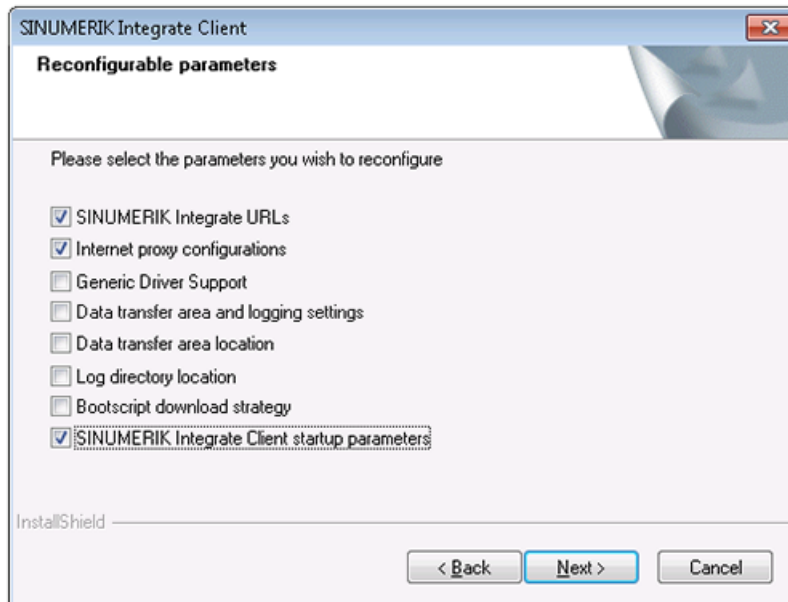 SINUMERIK Integrate Client
Reconfigurable parameters
Please select the parameters you wish to reconfigure
SINUMERIK Integrate URLs
Internet proxy configurations
Generic Driver Support
Data transfer area and logging settings
Data transfer area location
Log directory location
Bootscript download strategy
SINUMERIK Integrate Client startup parameters
InstallShield
< Back Next > Cancel